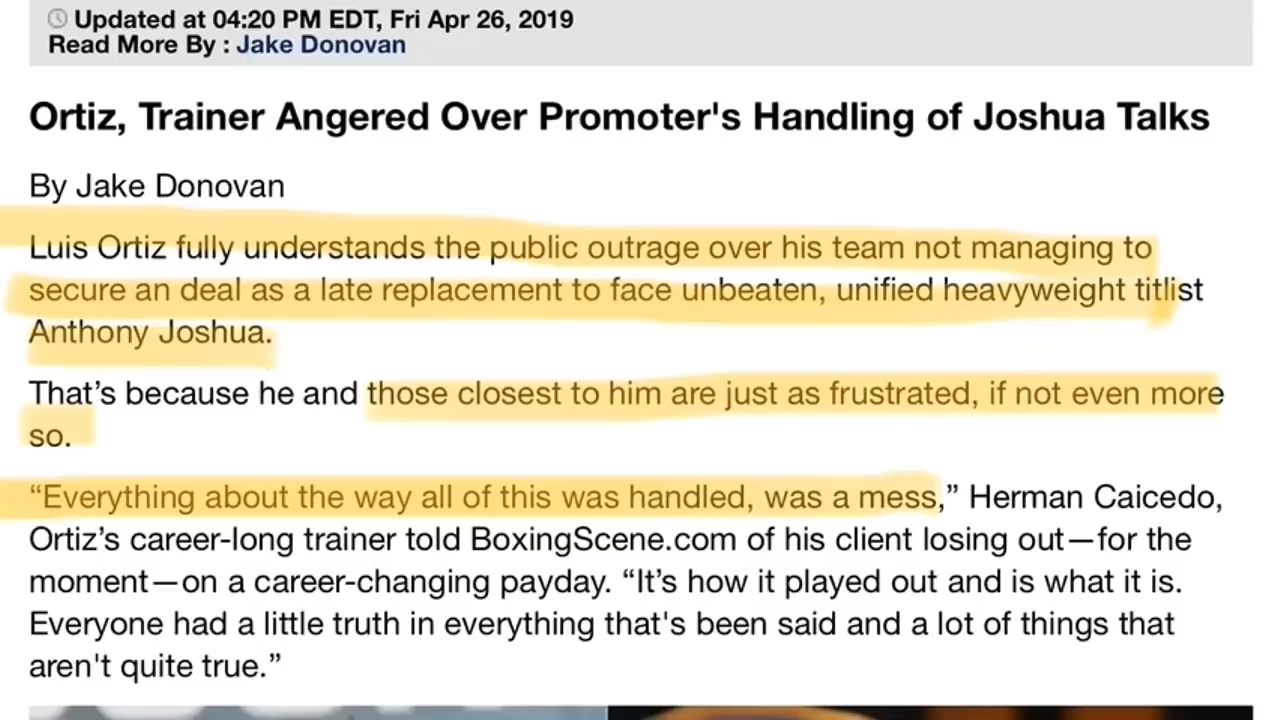 Updated at 04:20 PM EDT, Fri Apr 26, 2019
Read More By : Jake Donovan
Ortiz, Trainer Angered Over Promoter's Handling of Joshua Talks
By Jake Donovan
Luis Ortiz fully understands the public outrage over his team not managing to
secure an deal as a late replacement to face unbeaten, unified heavyweight titlist
Anthony Joshua.
That’s because he and those closest to him are just as frustrated, if not even more
so.
“Everything about the way all of this was handled, was a mess,” Herman Caicedo,
Ortiz’s career-long trainer told BoxingScene.com of his client losing out—for the
moment—on a career-changing payday. “It’s how it played out and is what it is.
Everyone had a little truth in everything that's been said and a lot of things that
aren't quite true.”